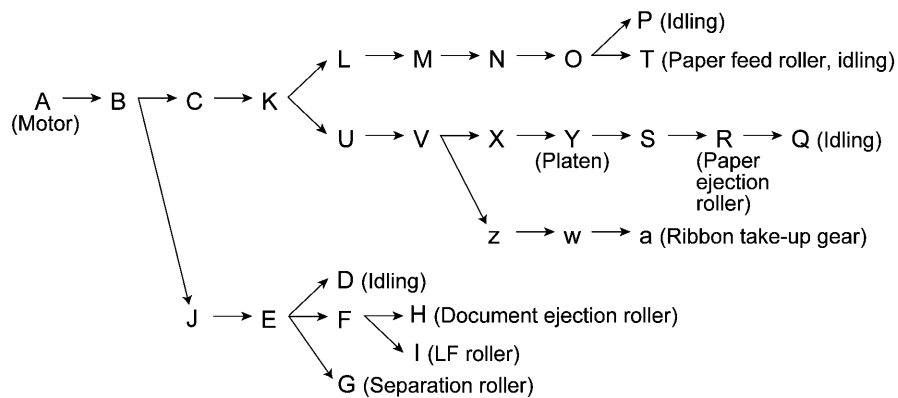 P (Idling)
L M N O T (Paper feed roller, idling)
A B C K
(Motor)
U V X Y S R Q (Idling)
(Platen) (Paper
ejection
roller)
z w a (Ribbon take-up gear)
D (Idling)
J E F H (Document ejection roller)
I (LF roller)
G (Separation roller)